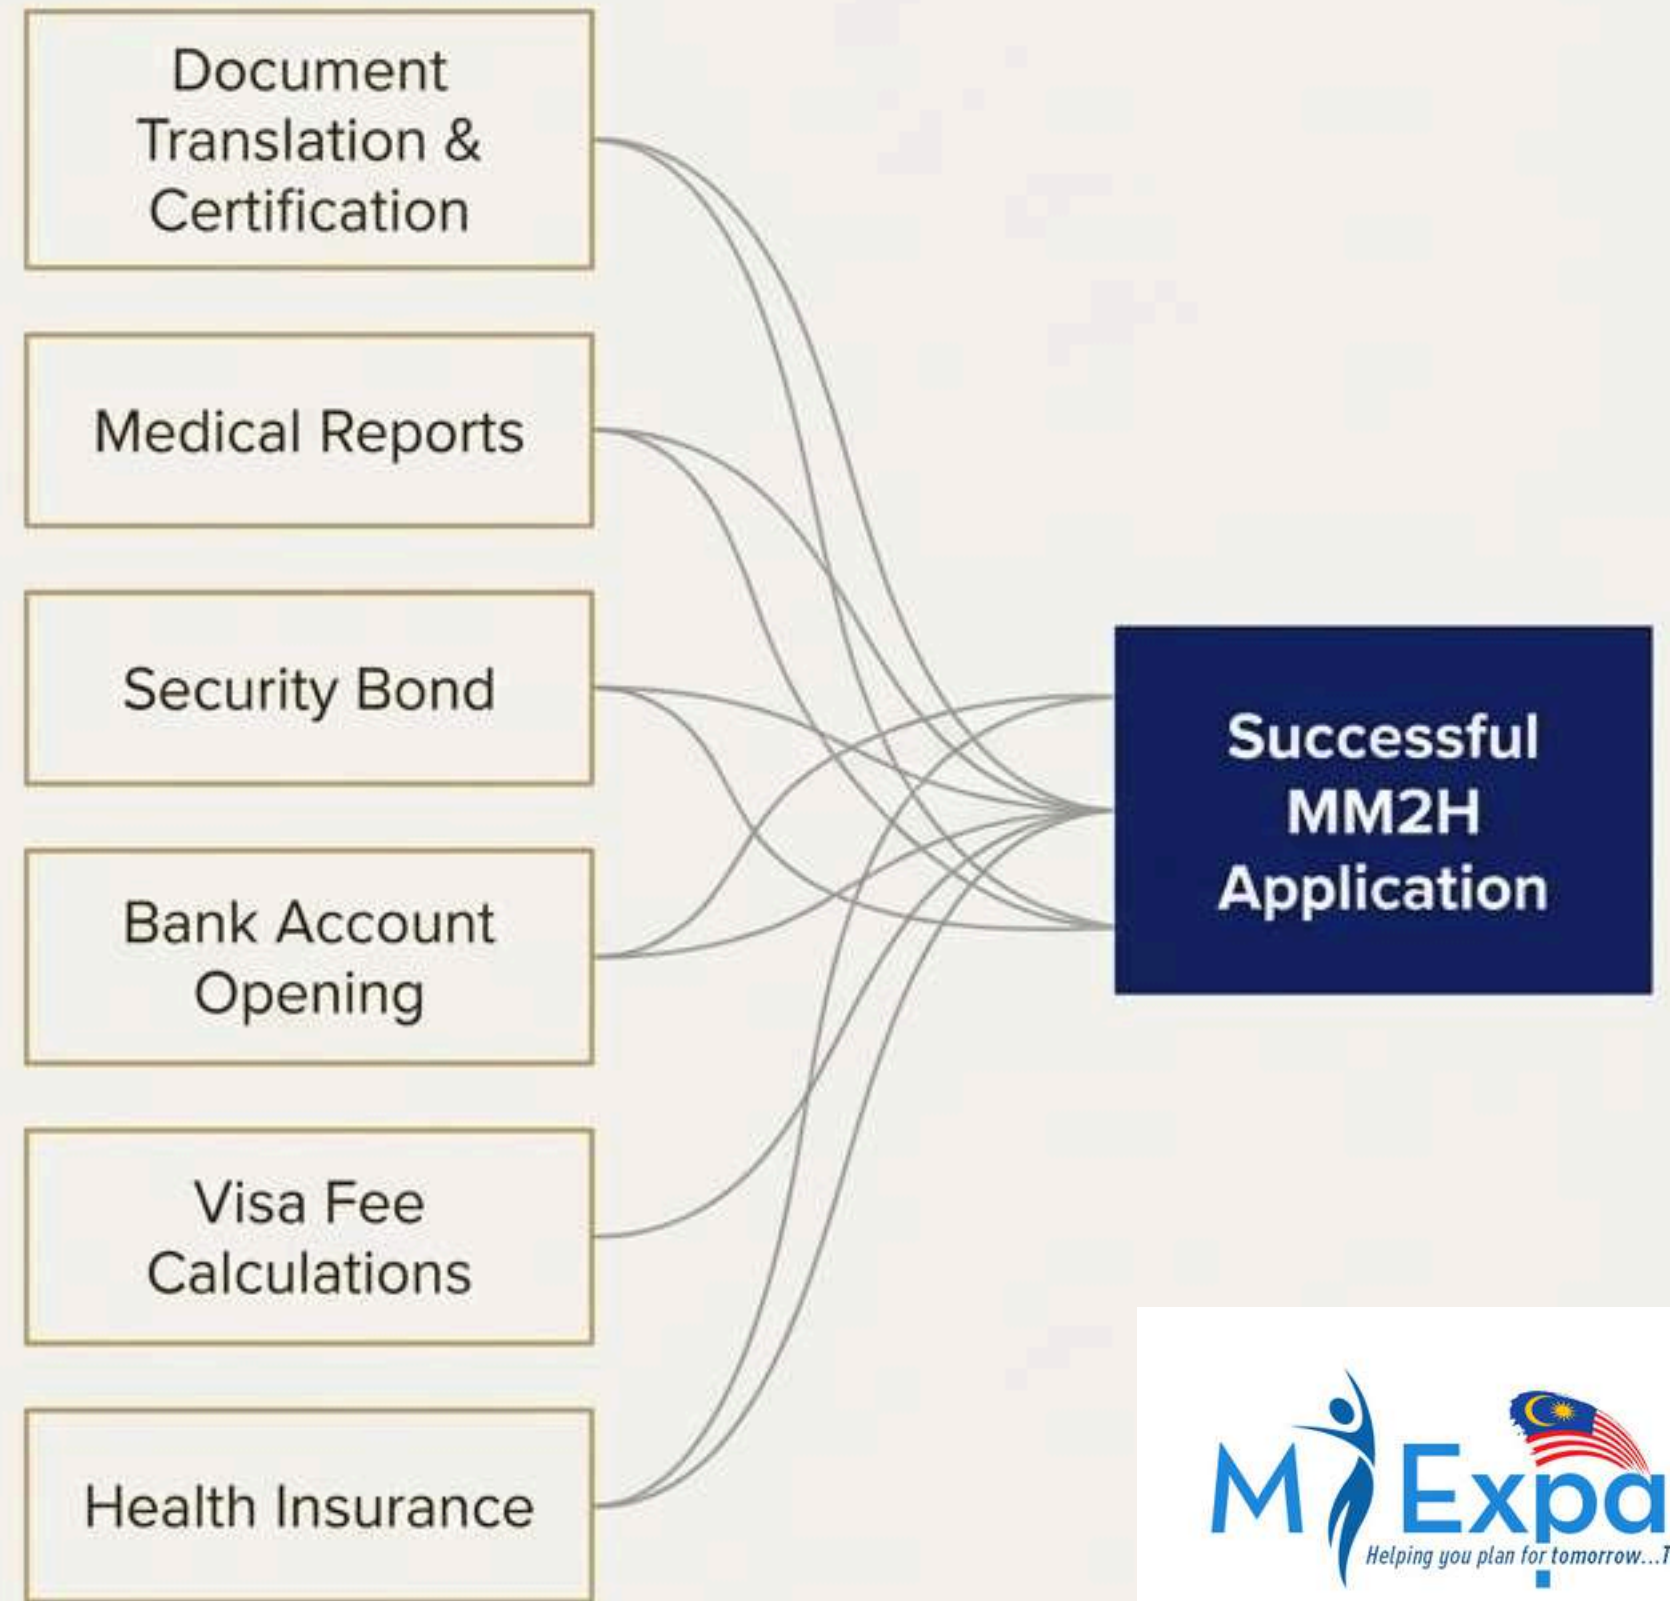 Document
Translation &
Certification
Medical Reports
Security Bond
Bank Account
Opening
Visa Fee
Calculations
Health Insurance
Successful
MM2H
Application
Helping you plan for tomorrow...